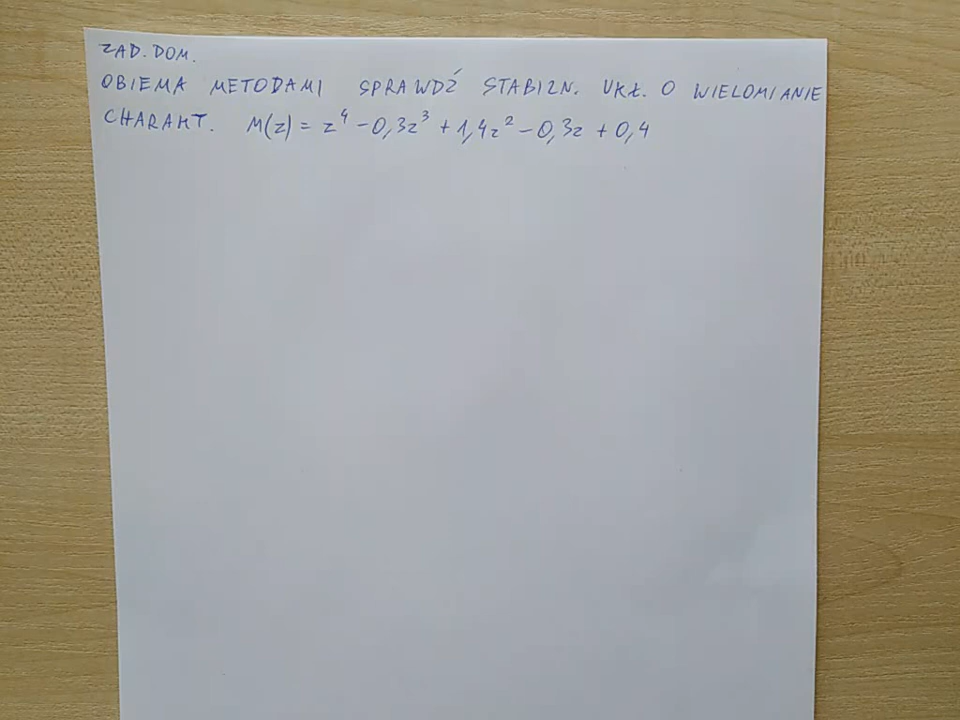 ZAD. DOM.
OBIEMA METODAMI SPRAWDŹ STABILN. UKŁ. O WIELOMIANIE
CHARAKT. M(z) = z⁴ - 0,3z³ + 1,4z² - 0,3z + 0,4